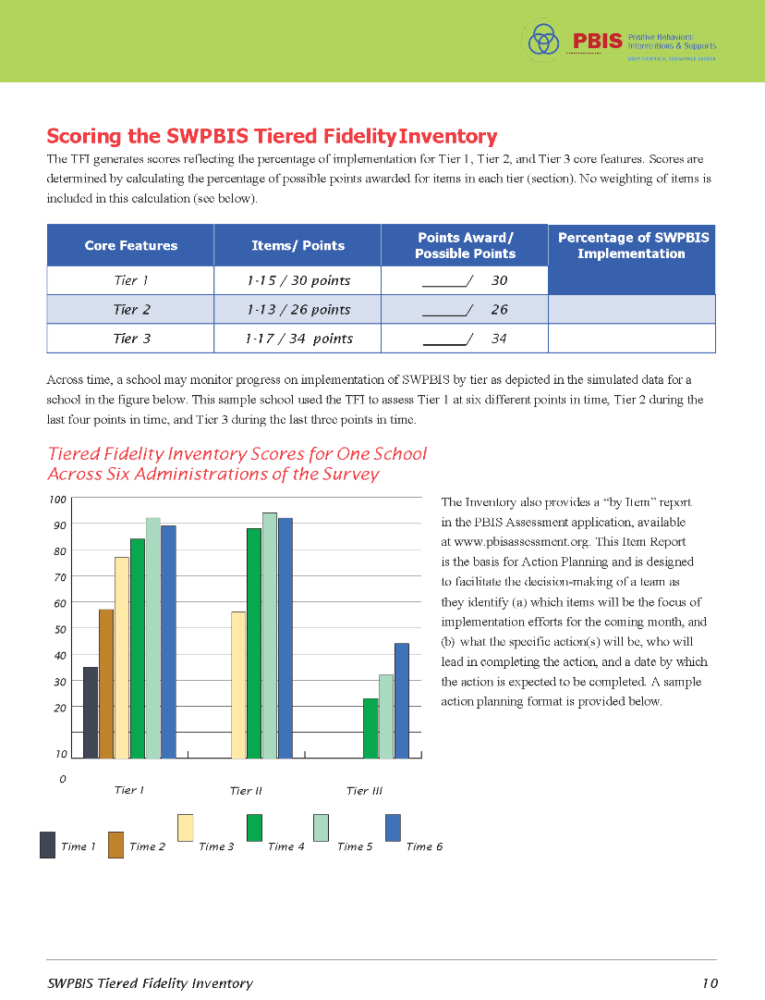 PBIS Positive Behavioral
Interventions & Supports
OSEP TECHNICAL ASSISTANCE CENTER
Scoring the SWPBIS Tiered Fidelity Inventory
The TFI generates scores reflecting the percentage of implementation for Tier 1, Tier 2, and Tier 3 core features. Scores are
determined by calculating the percentage of possible points awarded for items in each tier (section). No weighting of items is
included in this calculation (see below).
Core Features Items/ Points Points Award/ Possible Points Percentage of SWPBIS Implementation
Tier 1 1-15 / 30 points ______/ 30
Tier 2 1-13 / 26 points ______/ 26
Tier 3 1-17 / 34 points ______/ 34
Across time, a school may monitor progress on implementation of SWPBIS by tier as depicted in the simulated data for a
school in the figure below. This sample school used the TFI to assess Tier 1 at six different points in time, Tier 2 during the
last four points in time, and Tier 3 during the last three points in time.
Tiered Fidelity Inventory Scores for One School
Across Six Administrations of the Survey
100
90
80
70
60
50
40
30
20
10
0
Tier I Tier II Tier III
Time 1 Time 2 Time 3 Time 4 Time 5 Time 6
The Inventory also provides a “by Item” report
in the PBIS Assessment application, available
at www.pbisassessment.org. This Item Report
is the basis for Action Planning and is designed
to facilitate the decision-making of a team as
they identify (a) which items will be the focus of
implementation efforts for the coming month, and
(b) what the specific action(s) will be, who will
lead in completing the action, and a date by which
the action is expected to be completed. A sample
action planning format is provided below.
SWPBIS Tiered Fidelity Inventory 10